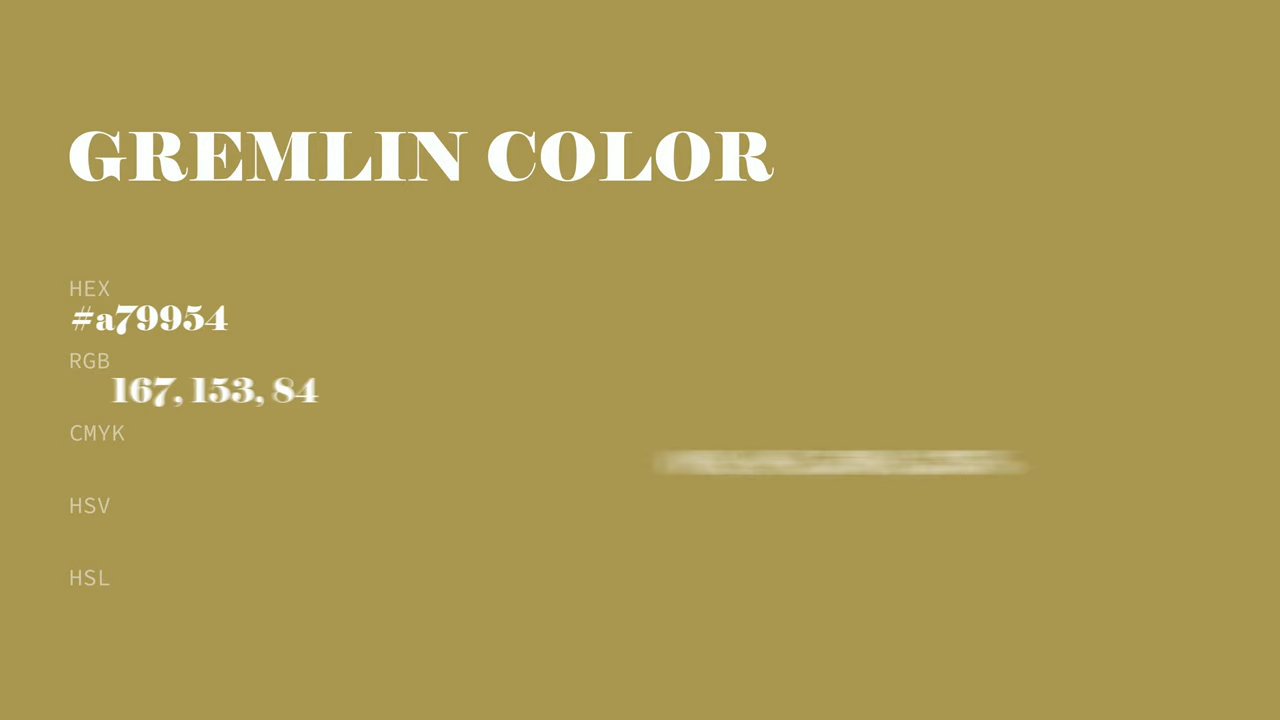 GREMLIN COLOR
HEX
#a79954
RGB
167, 153, 84
CMYK
HSV
HSL